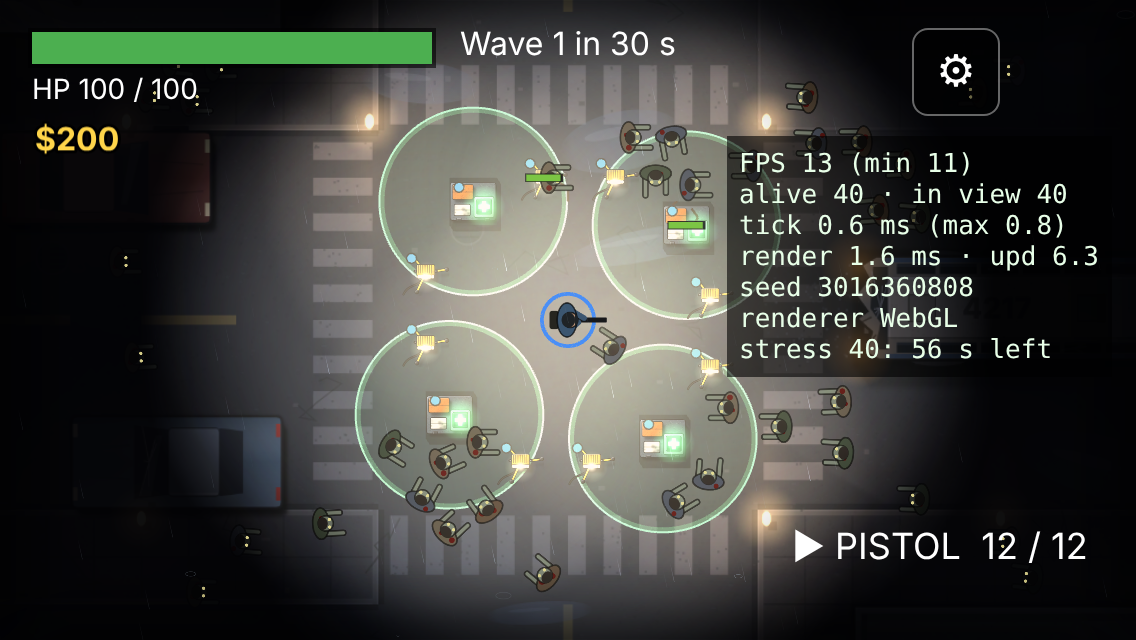 Wave 1 in 30 s
HP 100 / 100
$200
FPS 13 (min 11)
alive 40 · in view 40
tick 0.6 ms (max 0.8)
render 1.6 ms · upd 6.3
seed 3016360808
renderer WebGL
stress 40: 56 s left
▶ PISTOL 12 / 12